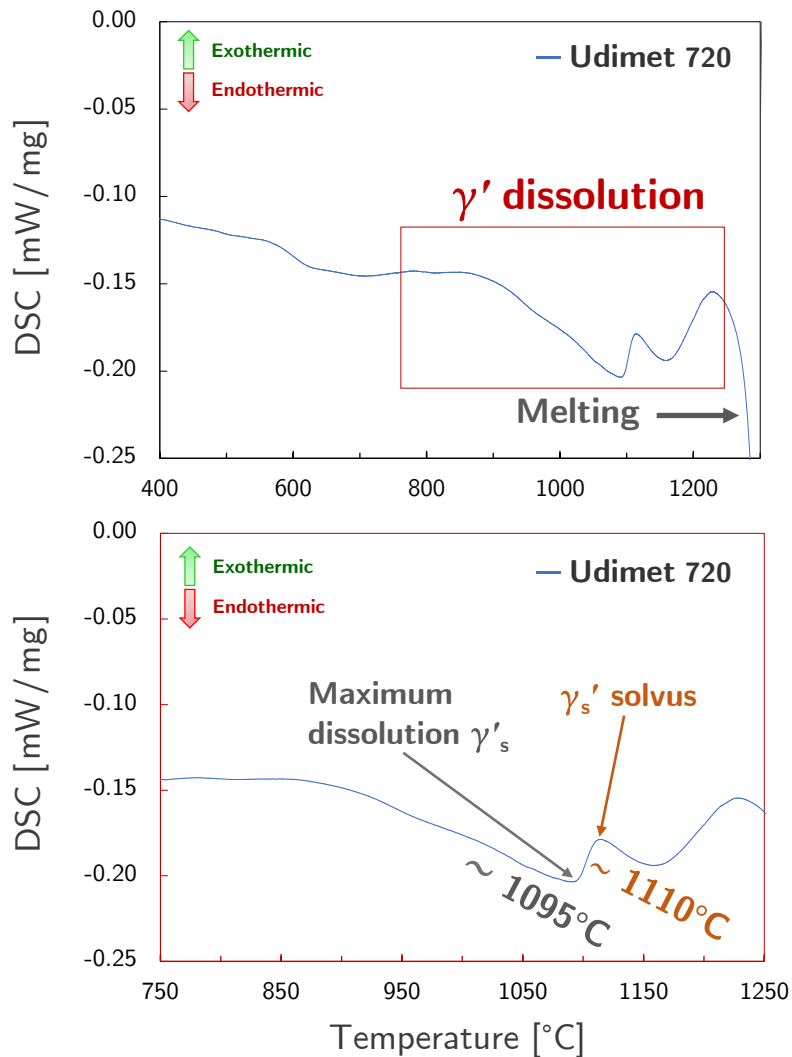 0.00
Exothermic
Udimet 720
Endothermic
-0.05
-0.10
γ′ dissolution
DSC [mW/mg]
-0.15
-0.20
Melting
-0.25
400 600 800 1000 1200
0.00
Exothermic
Udimet 720
Endothermic
-0.05
-0.10
Maximum
dissolution γ′s
γs′ solvus
DSC [mW/mg]
-0.15
-0.20
~ 1095°C
~ 1110°C
-0.25
750 850 950 1050 1150 1250
Temperature [°C]